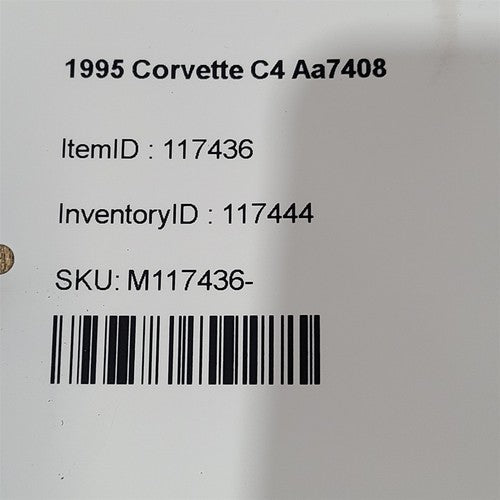 1995 Corvette C4 Aa7408
ItemID : 117436
InventoryID : 117444
SKU: M117436-